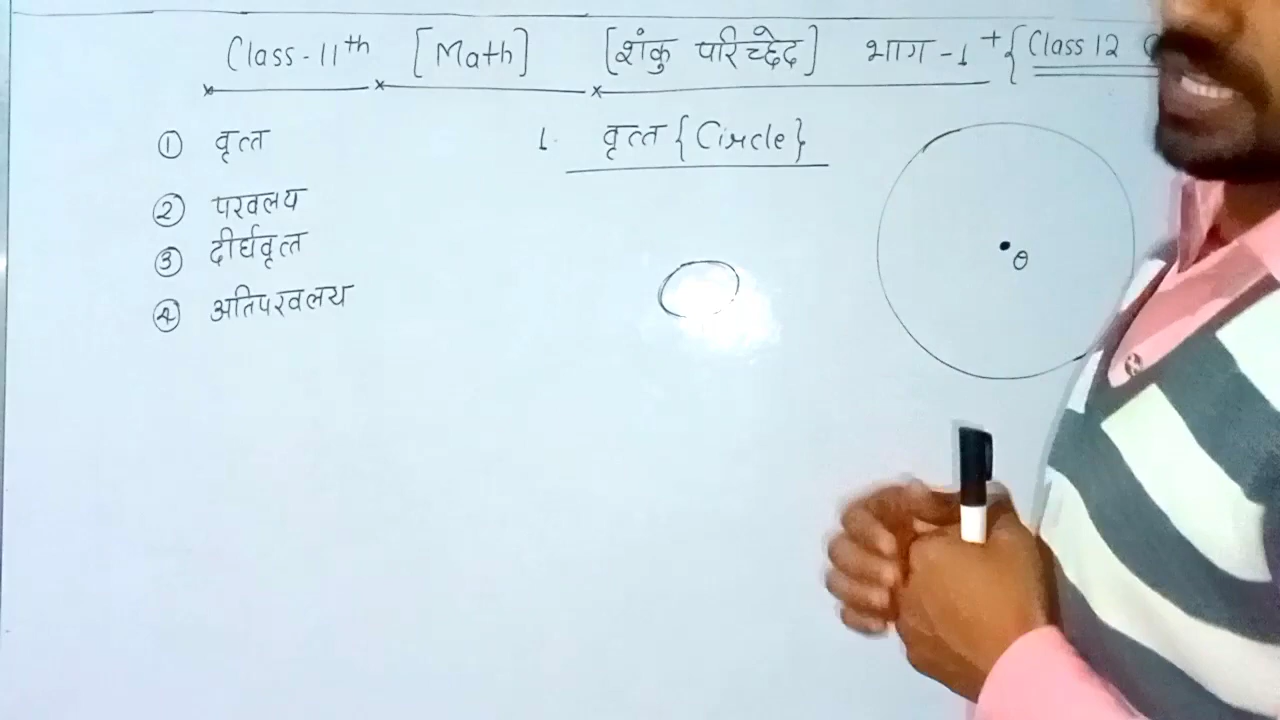 Class-11th [Math] [शंकु परिच्छेद] भाग -1 + {Class 12
① वृत्त
② परवलय
③ दीर्घवृत्त
④ अतिपरवलय
1. वृत्त {Circle}
θ